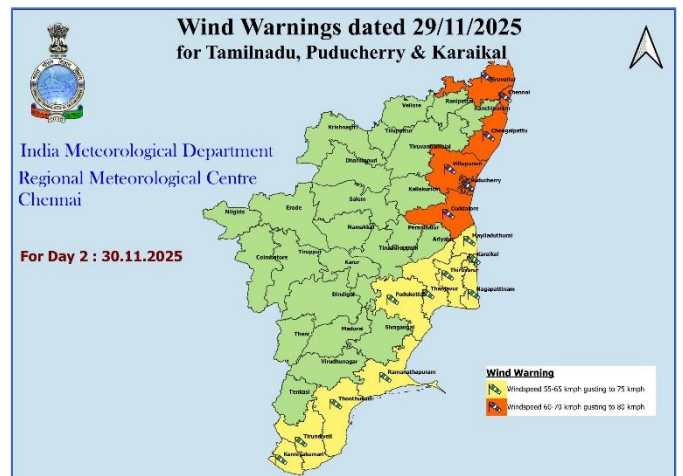 Wind Warnings dated 29/11/2025
for Tamilnadu, Puducherry & Karaikal
India Meteorological Department
Regional Meteorological Centre
Chennai
For Day 2 : 30.11.2025
Tiruvallur
Chennai
Ranipettai
Kanchipuram
Vellore
Chengalpattu
Krishnagiri
Tirupattur
Tiruvannamalai
Dharmapuri
Villupuram
Puducherry
Kallakurichi
Salem
Cuddalore
Nilgiris
Erode
Namakkal
Perambalur
Ariyalur
Mayiladuthurai
Tiruchirappalli
Karaikal
Coimbatore
Tiruppur
Karur
Thiruvarur
Thanjavur
Nagapattinam
Pudukottai
Dindigul
Sivagangai
Theni
Madurai
Virudhunagar
Ramanathapuram
Tenkasi
Thoothukudi
Tirunelveli
Kanniyakumari
Wind Warning
Windspeed 55-65 kmph gusting to 75 kmph
Windspeed 60-70 kmph gusting to 80 kmph